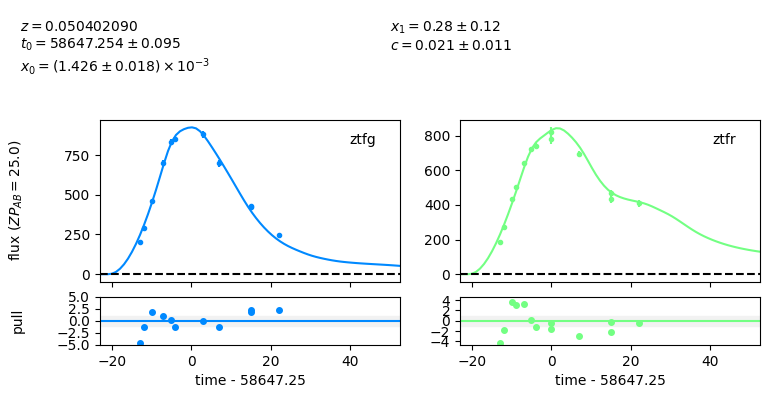 z = 0.050402090
t₀ = 58647.254 ± 0.095
x₀ = (1.426 ± 0.018) × 10⁻³
x₁ = 0.28 ± 0.12
c = 0.021 ± 0.011
flux (ZP_AB = 25.0)
ztfg
750
500
250
0
ztfr
800
600
400
200
0
pull
5.0
2.5
0.0
−2.5
−5.0
4
2
0
−2
−4
−20 0 20 40
−20 0 20 40
time - 58647.25
time - 58647.25